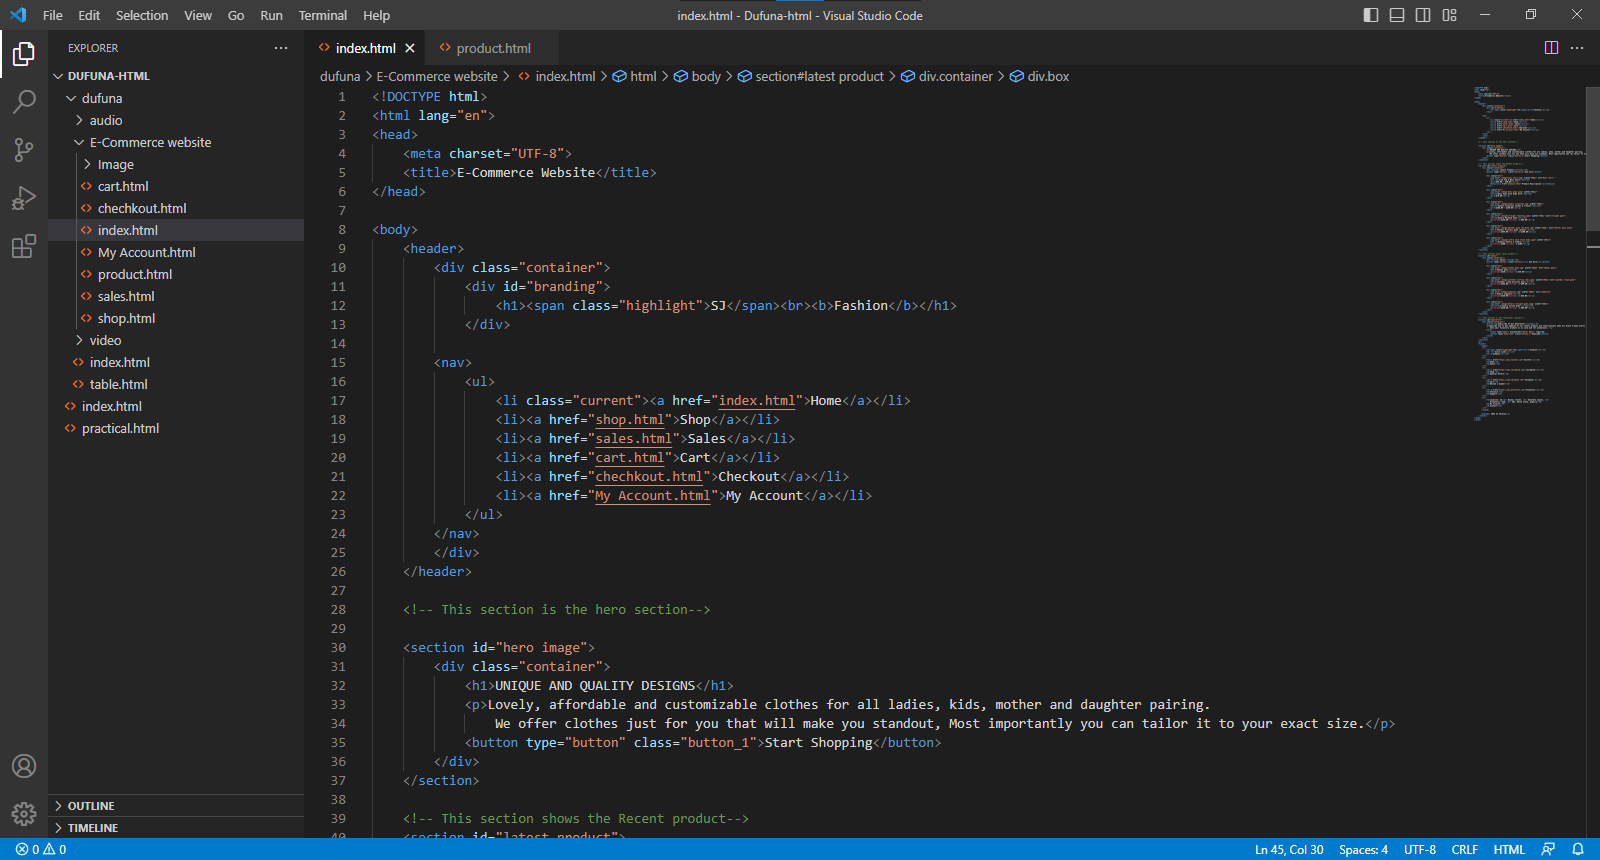 File Edit Selection View Go Run Terminal Help
index.html - Dufuna-html - Visual Studio Code
EXPLORER
DUFUNA-HTML
dufuna
audio
E-Commerce website
Image
cart.html
chechkout.html
index.html
My Account.html
product.html
sales.html
shop.html
video
index.html
table.html
index.html
practical.html
OUTLINE
TIMELINE
index.html product.html
dufuna > E-Commerce website > index.html > html > body > section#latest product > div.container > div.box
1 <!DOCTYPE html>
2 <html lang="en">
3 <head>
4 <meta charset="UTF-8">
5 <title>E-Commerce Website</title>
6 </head>
7
8 <body>
9 <header>
10 <div class="container">
11 <div id="branding">
12 <h1><span class="highlight">SJ</span><br><b>Fashion</b></h1>
13 </div>
14
15 <nav>
16 <ul>
17 <li class="current"><a href="index.html">Home</a></li>
18 <li><a href="shop.html">Shop</a></li>
19 <li><a href="sales.html">Sales</a></li>
20 <li><a href="cart.html">Cart</a></li>
21 <li><a href="chechkout.html">Checkout</a></li>
22 <li><a href="My Account.html">My Account</a></li>
23 </ul>
24 </nav>
25 </div>
26 </header>
27
28 <!-- This section is the hero section-->
29
30 <section id="hero image">
31 <div class="container">
32 <h1>UNIQUE AND QUALITY DESIGNS</h1>
33 <p>Lovely, affordable and customizable clothes for all ladies, kids, mother and daughter pairing.
34 We offer clothes just for you that will make you standout, Most importantly you can tailor it to your exact size.</p>
35 <button type="button" class="button_1">Start Shopping</button>
36 </div>
37 </section>
38
39 <!-- This section shows the Recent product-->
40 <section id="latest product">
0 0 Ln 45, Col 30 Spaces: 4 UTF-8 CRLF HTML